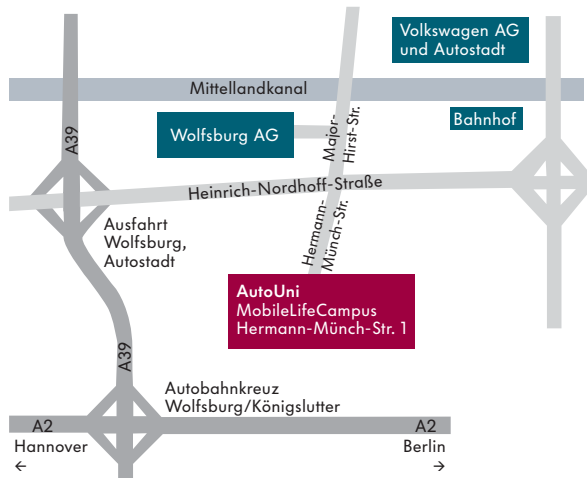 Volkswagen AG
und Autostadt
Mittellandkanal
A39
Wolfsburg AG
Major-
Hirst-Str.
Bahnhof
Heinrich-Nordhoff-Straße
Ausfahrt
Wolfsburg,
Autostadt
Hermann-
Münch-Str.
AutoUni
MobileLifeCampus
Hermann-Münch-Str. 1
A39
Autobahnkreuz
Wolfsburg/Königslutter
A2
A2
Hannover
←
Berlin
→